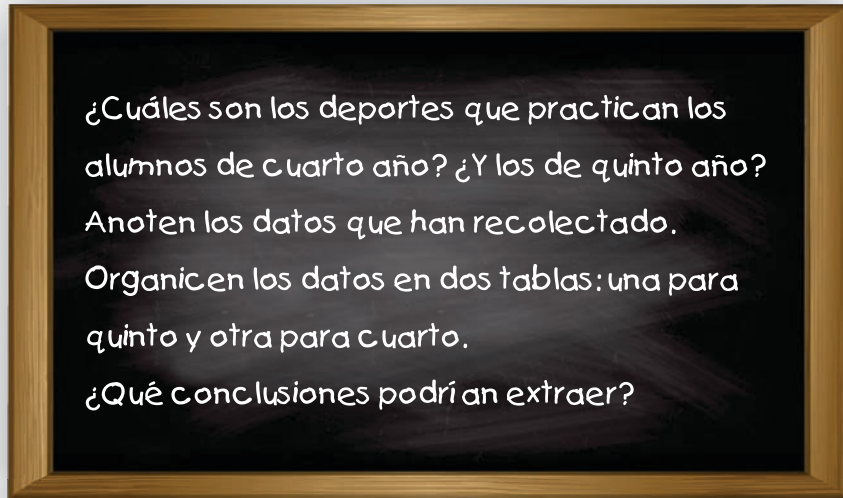 ¿Cuáles son los deportes que practican los
alumnos de cuarto año? ¿Y los de quinto año?
Anoten los datos que han recolectado.
Organicen los datos en dos tablas: una para
quinto y otra para cuarto.
¿Qué conclusiones podrían extraer?